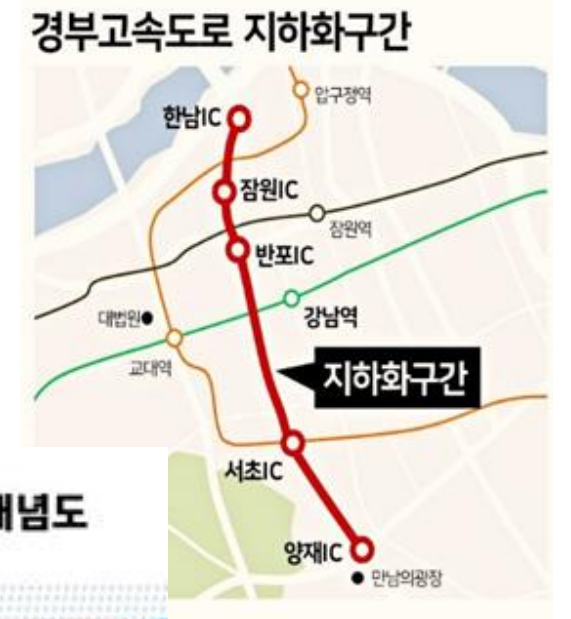 경부고속도로 지하화구간
압구정역
한남IC
잠원IC
잠원역
반포IC
대법원
강남역
교대역
지하화구간
서초IC
념도
양재IC
만남의광장